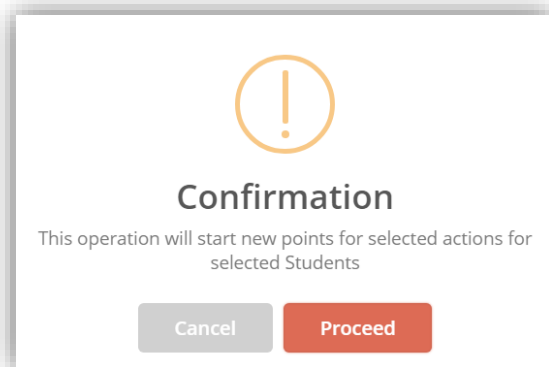 Confirmation
This operation will start new points for selected actions for
selected Students
Cancel
Proceed